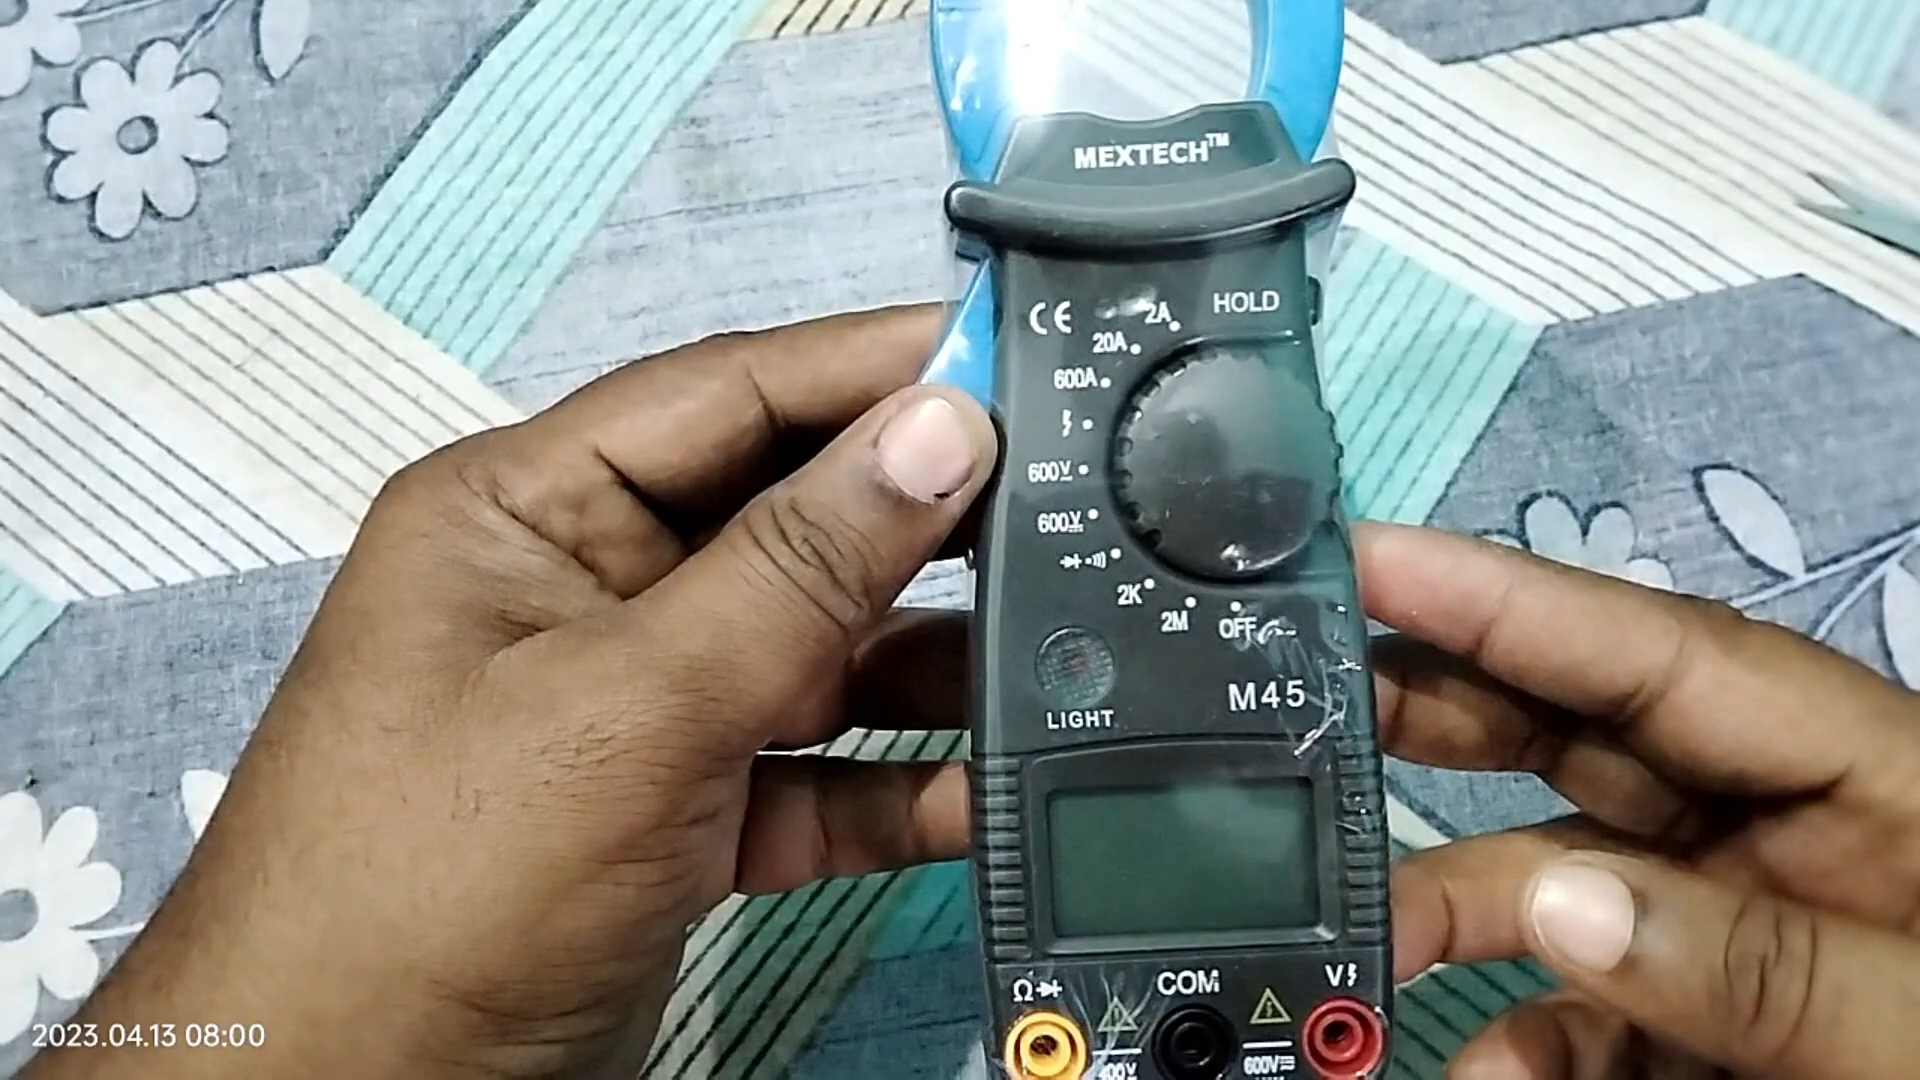 MEXTECH™
CE
2A
HOLD
20A
600A
600V
600V
2K
2M
OFF
LIGHT
M45
Ω
COM
V
400V
600V
2023.04.13 08:00